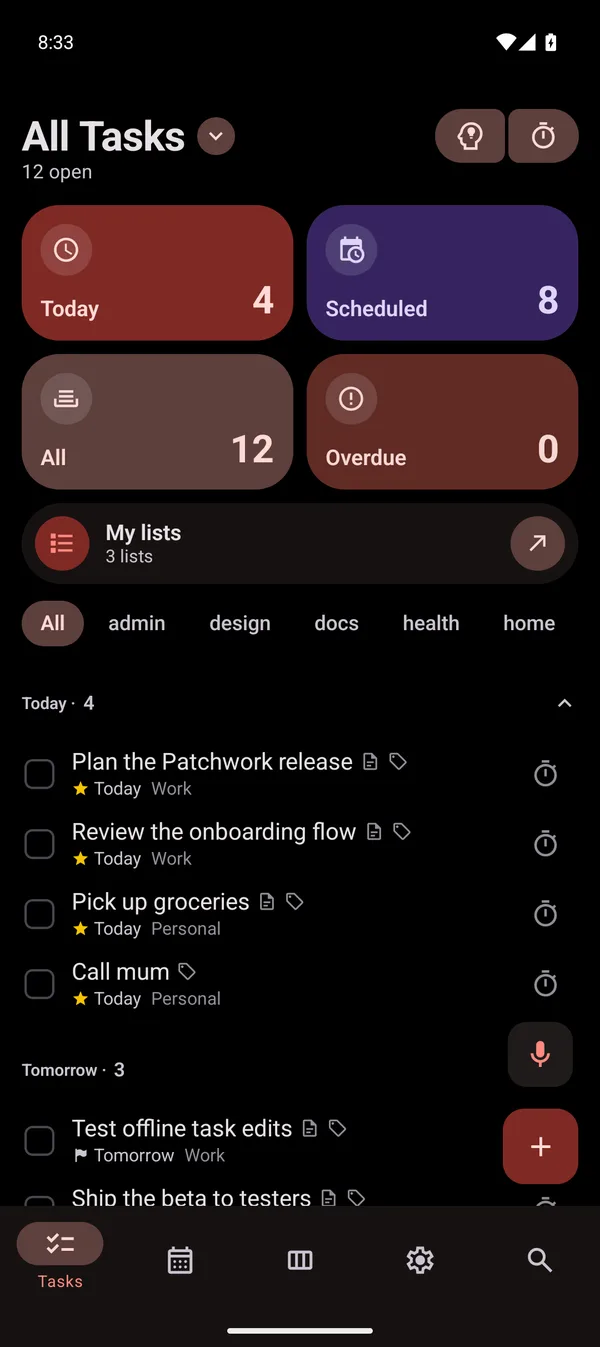 8:33
All Tasks
12 open
Today 4
Scheduled 8
All 12
Overdue 0
My lists
3 lists
All admin design docs health home
Today · 4
Plan the Patchwork release
Today Work
Review the onboarding flow
Today Work
Pick up groceries
Today Personal
Call mum
Today Personal
Tomorrow · 3
Test offline task edits
Tomorrow Work
Ship the beta to testers
Tasks